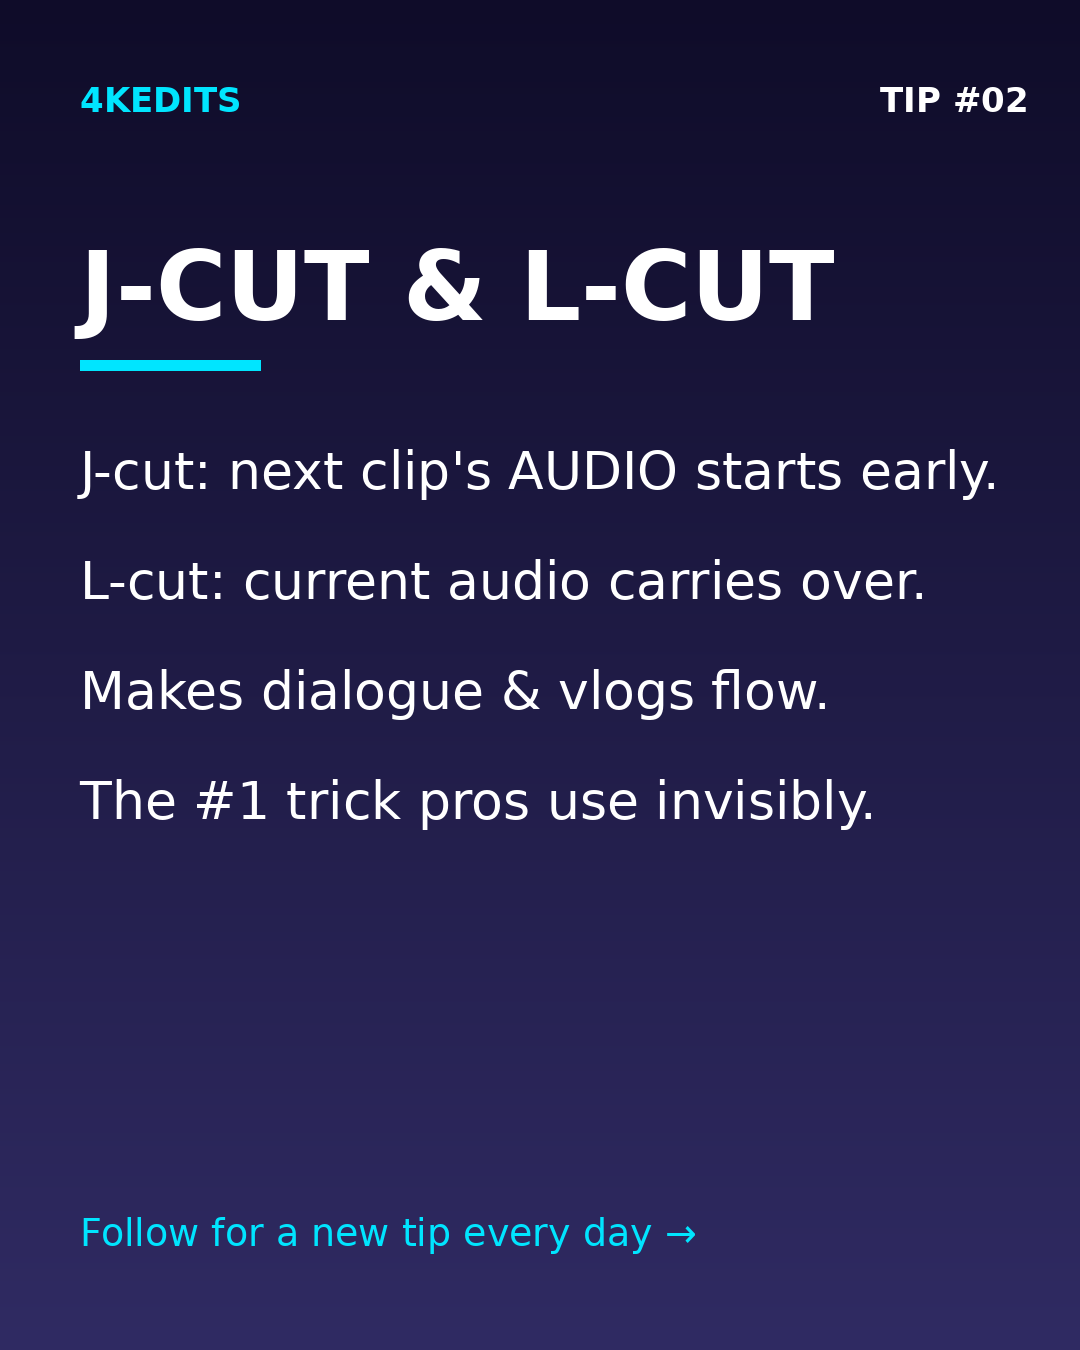 4KEDITS
TIP #02
J-CUT & L-CUT
J-cut: next clip's AUDIO starts early.
L-cut: current audio carries over.
Makes dialogue & vlogs flow.
The #1 trick pros use invisibly.
Follow for a new tip every day →